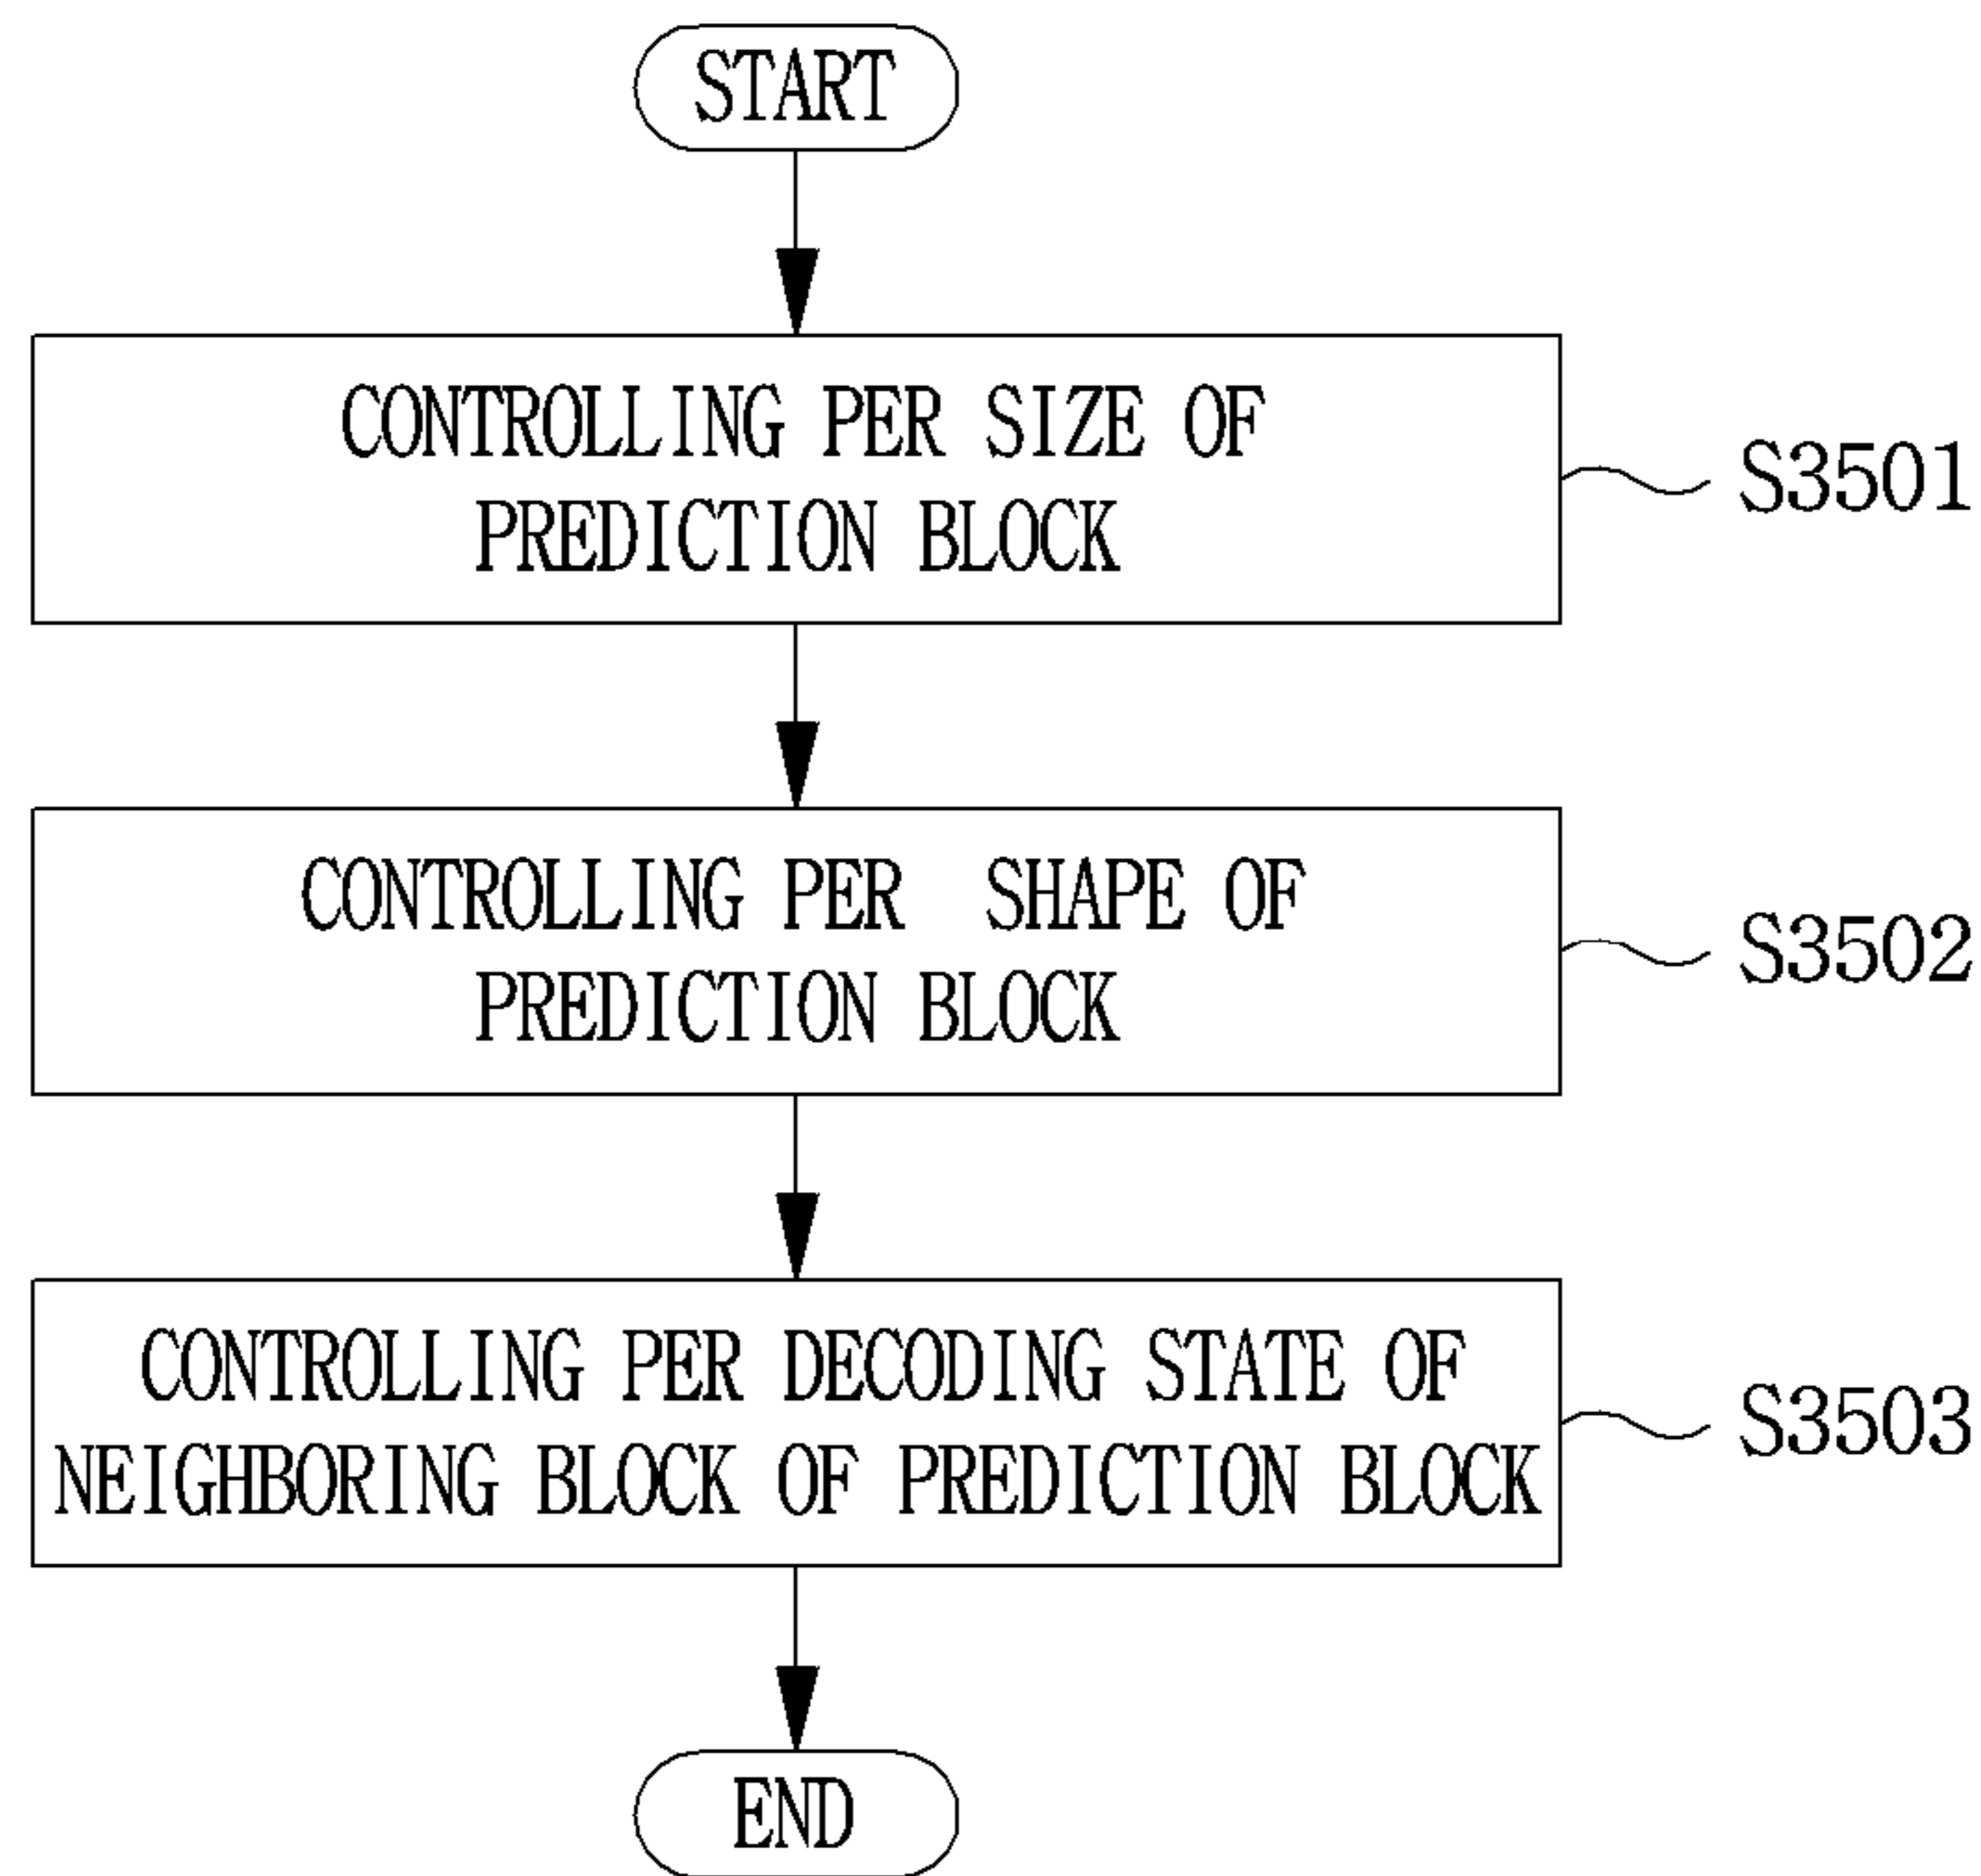 START
CONTROLLING PER SIZE OF
PREDICTION BLOCK
S3501
CONTROLLING PER SHAPE OF
PREDICTION BLOCK
S3502
CONTROLLING PER DECODING STATE OF
NEIGHBORING BLOCK OF PREDICTION BLOCK
S3503
END